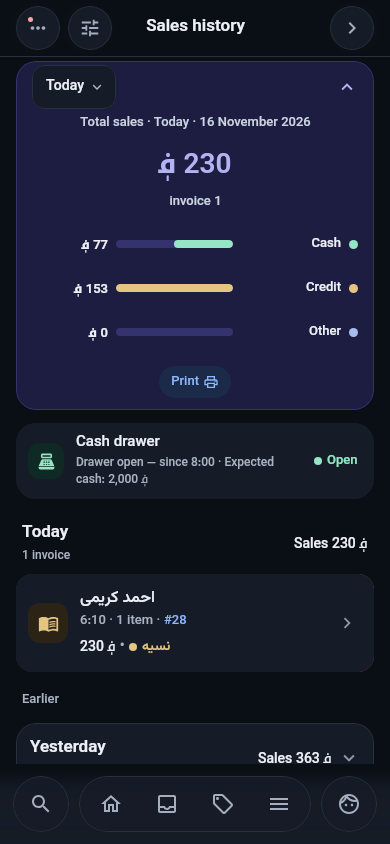 Sales history
Today
Total sales · Today · 16 November 2026
؋ 230
invoice 1
؋ 77
Cash
؋ 153
Credit
؋ 0
Other
Print
Cash drawer
Drawer open — since 8:00 · Expected
cash: 2,000 ؋
Open
Today
1 invoice
Sales 230 ؋
احمد کریمی
6:10 · 1 item · #28
230 ؋ • نسیه
Earlier
Yesterday
Sales 363 ؋